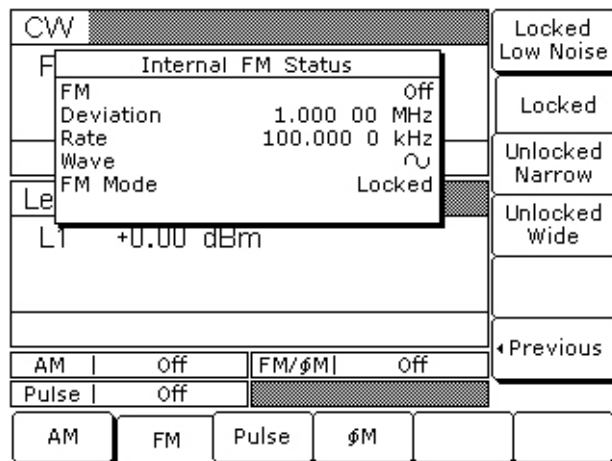 CW
Locked
Low Noise
F
Internal FM Status
FM Off
Deviation 1.000 00 MHz
Rate 100.000 0 kHz
Wave
FM Mode Locked
Locked
Unlocked
Narrow
Unlocked
Wide
Le
L1 +0.00 dBm
Previous
AM | Off
FM/ϕM| Off
Pulse | Off
AM
FM
Pulse
ϕM